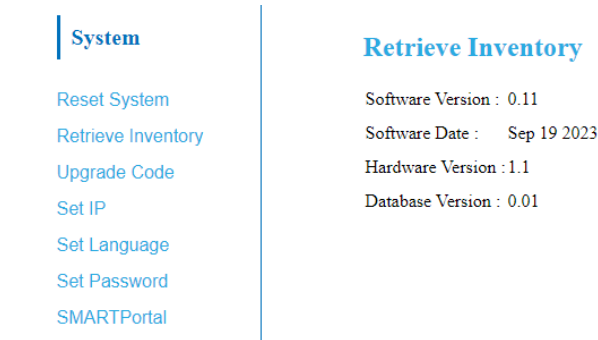 System
Reset System
Retrieve Inventory
Upgrade Code
Set IP
Set Language
Set Password
SMARTPortal
Retrieve Inventory
Software Version : 0.11
Software Date : Sep 19 2023
Hardware Version : 1.1
Database Version : 0.01